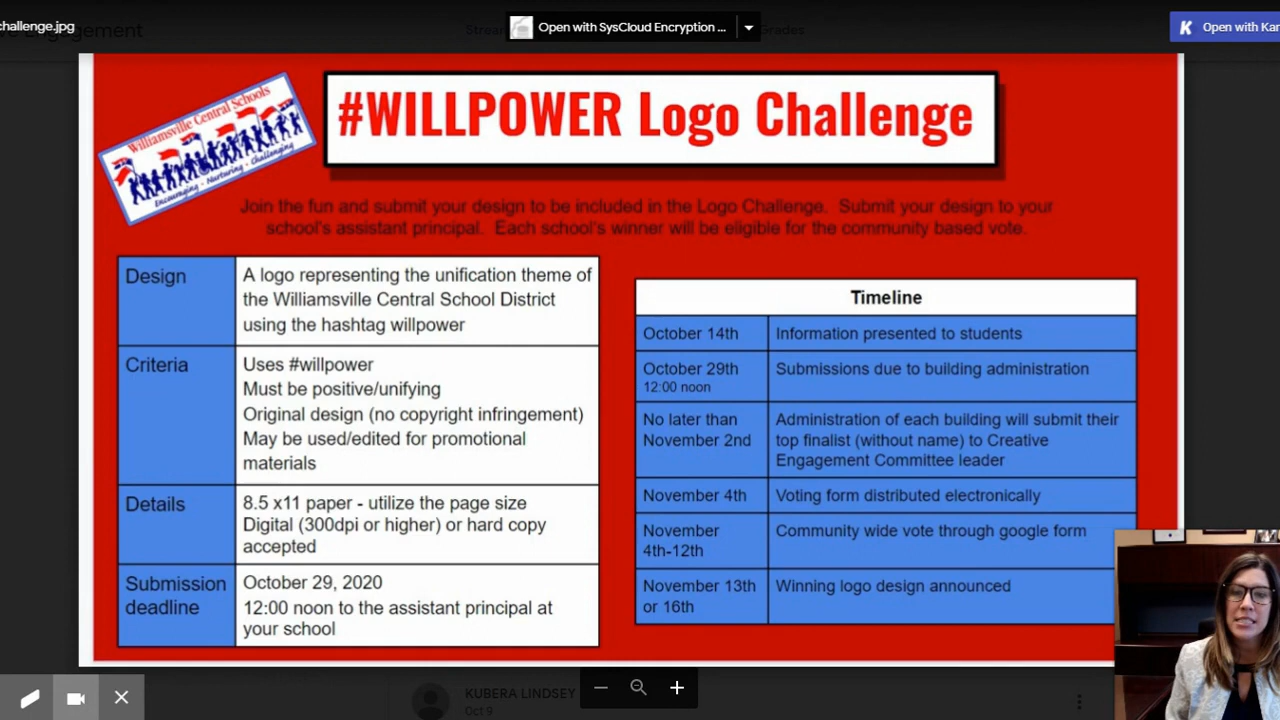 challenge.jpg
Open with SysCloud Encryption ...
Open with Kar
Williamsville Central Schools
Encouraging • Nurturing • Challenging
#WILLPOWER Logo Challenge
Join the fun and submit your design to be included in the Logo Challenge. Submit your design to your
school's assistant principal. Each school's winner will be eligible for the community based vote.
Design
A logo representing the unification theme of
the Williamsville Central School District
using the hashtag willpower
Criteria
Uses #willpower
Must be positive/unifying
Original design (no copyright infringement)
May be used/edited for promotional
materials
Details
8.5 x11 paper - utilize the page size
Digital (300dpi or higher) or hard copy
accepted
Submission
deadline
October 29, 2020
12:00 noon to the assistant principal at
your school
Timeline
October 14th
Information presented to students
October 29th
12:00 noon
Submissions due to building administration
No later than
November 2nd
Administration of each building will submit their
top finalist (without name) to Creative
Engagement Committee leader
November 4th
Voting form distributed electronically
November
4th-12th
Community wide vote through google form
November 13th
or 16th
Winning logo design announced
KUBERA LINDSEY
Oct 9